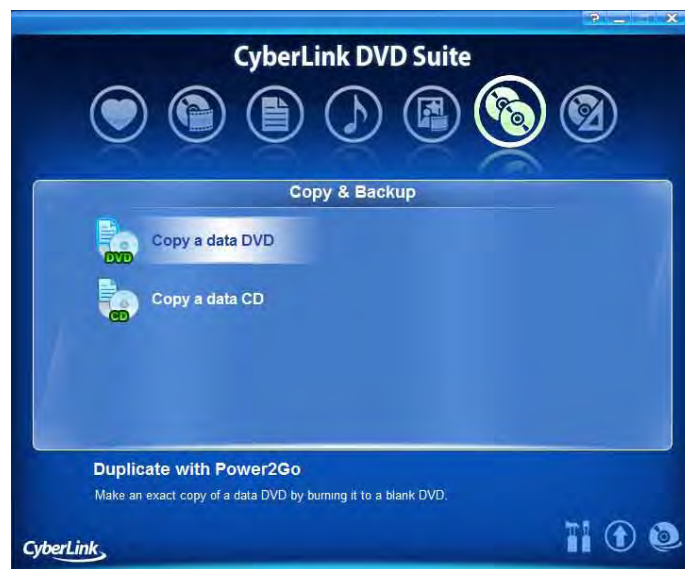 CyberLink DVD Suite
Copy & Backup
DVD
Copy a data DVD
CD
Copy a data CD
Duplicate with Power2Go
Make an exact copy of a data DVD by burning it to a blank DVD.
CyberLink